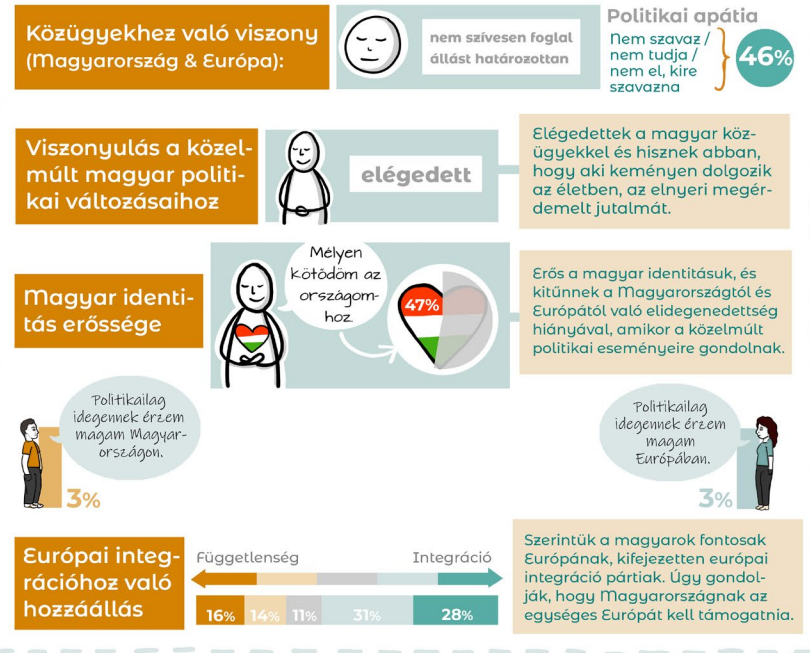 Közügyekhez való viszony
(Magyarország & Európa):
nem szívesen foglal
állást határozottan
Politikai apátia
Nem szavaz /
nem tudja /
nem el, kire
szavazna
46%
Viszonyulás a közel-
múlt magyar politi-
kai változásaihoz
elégedett
Elégedettek a magyar köz-
ügyekkel és hisznek abban,
hogy aki keményen dolgozik
az életben, az elnyeri megér-
demelt jutalmát.
Magyar identi-
tás erőssége
Mélyen
kötődöm az
országom-
hoz
47%
Erős a magyar identitásuk, és
kitűnnek a Magyarországtól és
Európától való elidegenedettség
hiányával, amikor a közelmúlt
politikai eseményeire gondolnak.
Politikailag
idegennek érzem
magam Magyar-
országon.
3%
Politikailag
idegennek érzem
magam
Európában.
3%
Európai integ-
rációhoz való
hozzáállás
Függetlenség
Integráció
16% 14% 11% 31% 28%
Szerintük a magyarok fontosak
Európának, kifejezetten európai
integráció pártiak. Úgy gondol-
ják, hogy Magyarországnak az
egységes Európát kell támogatnia.